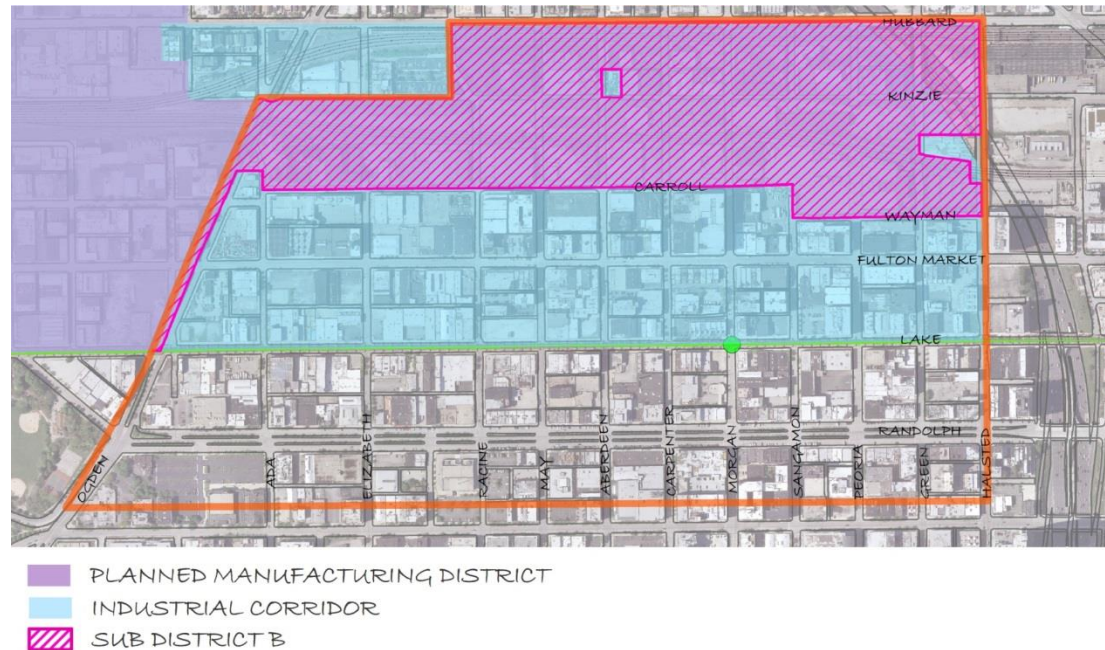 HUBBARD
KINZIE
CARROLL
WAYMAN
FULTON MARKET
LAKE
RANDOLPH
OGDEN
ADA
ELIZABETH
RACINE
MAY
ABERDEEN
CARPENTER
MORGAN
SANGAMON
PEORIA
GREEN
HALSTED
PLANNED MANUFACTURING DISTRICT
INDUSTRIAL CORRIDOR
SUB DISTRICT B